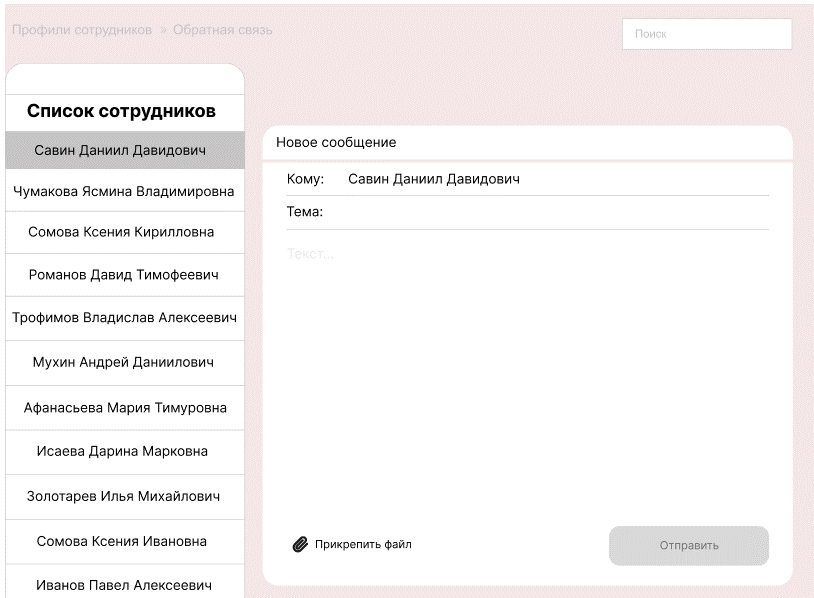 Профили сотрудников » Обратная связь
Поиск
Список сотрудников
Савин Даниил Давидович
Чумакова Ясмина Владимировна
Сомова Ксения Кирилловна
Романов Давид Тимофеевич
Трофимов Владислав Алексеевич
Мухин Андрей Даниилович
Афанасьева Мария Тимуровна
Исаева Дарина Марковна
Золотарев Илья Михайлович
Сомова Ксения Ивановна
Иванов Павел Алексеевич
Новое сообщение
Кому: Савин Даниил Давидович
Тема:
Текст...
Прикрепить файл
Отправить